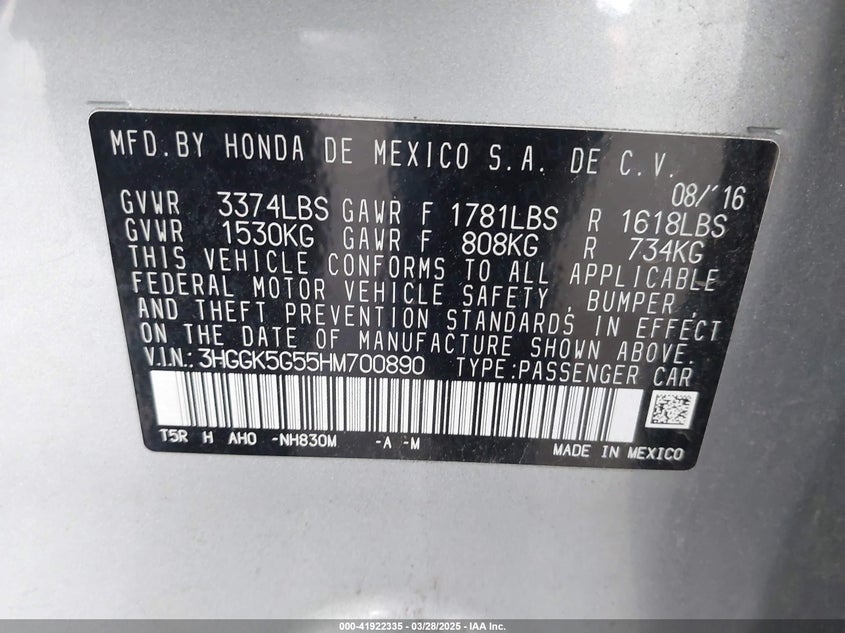 MFD.BY HONDA DE MEXICO S.A. DE C.V.
08/'16
GVWR 3374LBS GAWR F 1781LBS R 1618LBS
GVWR 1530KG GAWR F 808KG R 734KG
THIS VEHICLE CONFORMS TO ALL APPLICABLE
FEDERAL MOTOR VEHICLE SAFETY, BUMPER,
AND THEFT PREVENTION STANDARDS IN EFFECT
ON THE DATE OF MANUFACTURE SHOWN ABOVE.
V.I.N.: 3HGGK5G55HM700890 TYPE:PASSENGER CAR
T5R H AHO -NH830M -A -M
MADE IN MEXICO
000-41922335 - 03/28/2025 - IAA Inc.